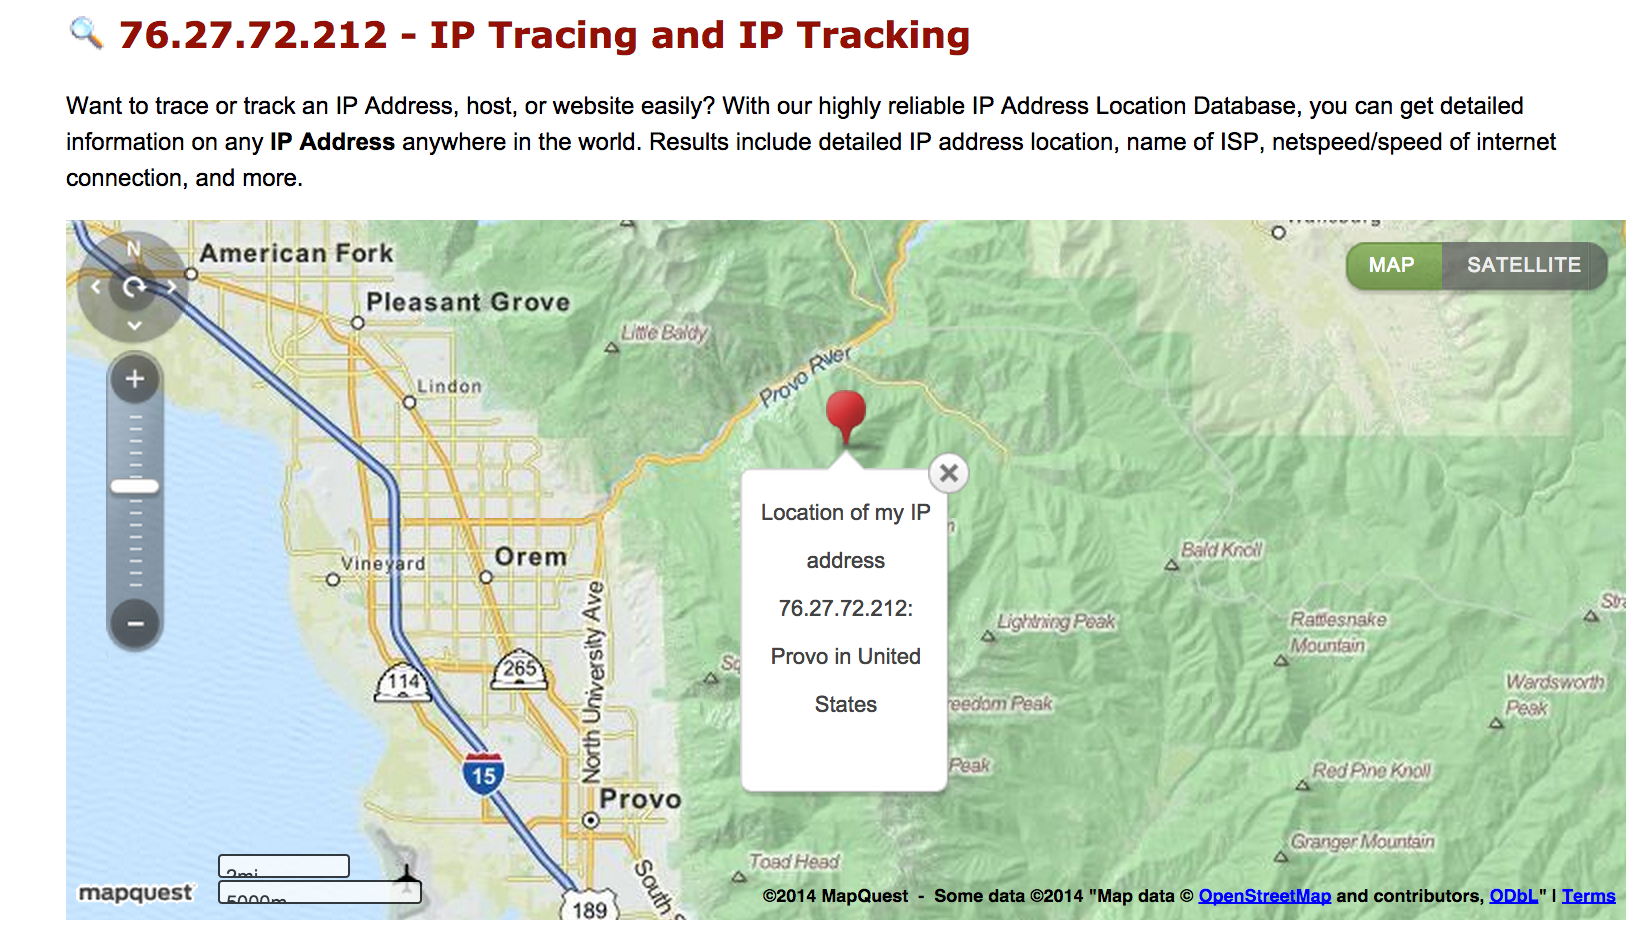 76.27.72.212 - IP Tracing and IP Tracking
Want to trace or track an IP Address, host, or website easily? With our highly reliable IP Address Location Database, you can get detailed
information on any IP Address anywhere in the world. Results include detailed IP address location, name of ISP, netspeed/speed of internet
connection, and more.
N
American Fork
MAP
SATELLITE
Pleasant Grove
Little Baldy
Provo River
Lindon
Location of my IP
address
76.27.72.212:
Provo in United
States
Orem
Vineyard
Bald Knoll
North University Ave
Lightning Peak
Rattlesnake
Mountain
265
114
Wardsworth
Peak
Peak
Peak
15
Red Pine Knoll
Provo
Granger Mountain
Toad Head
South
2mi
5000m
mapquest
189
©2014 MapQuest - Some data ©2014 "Map data © OpenStreetMap and contributors, ODbL" | Terms